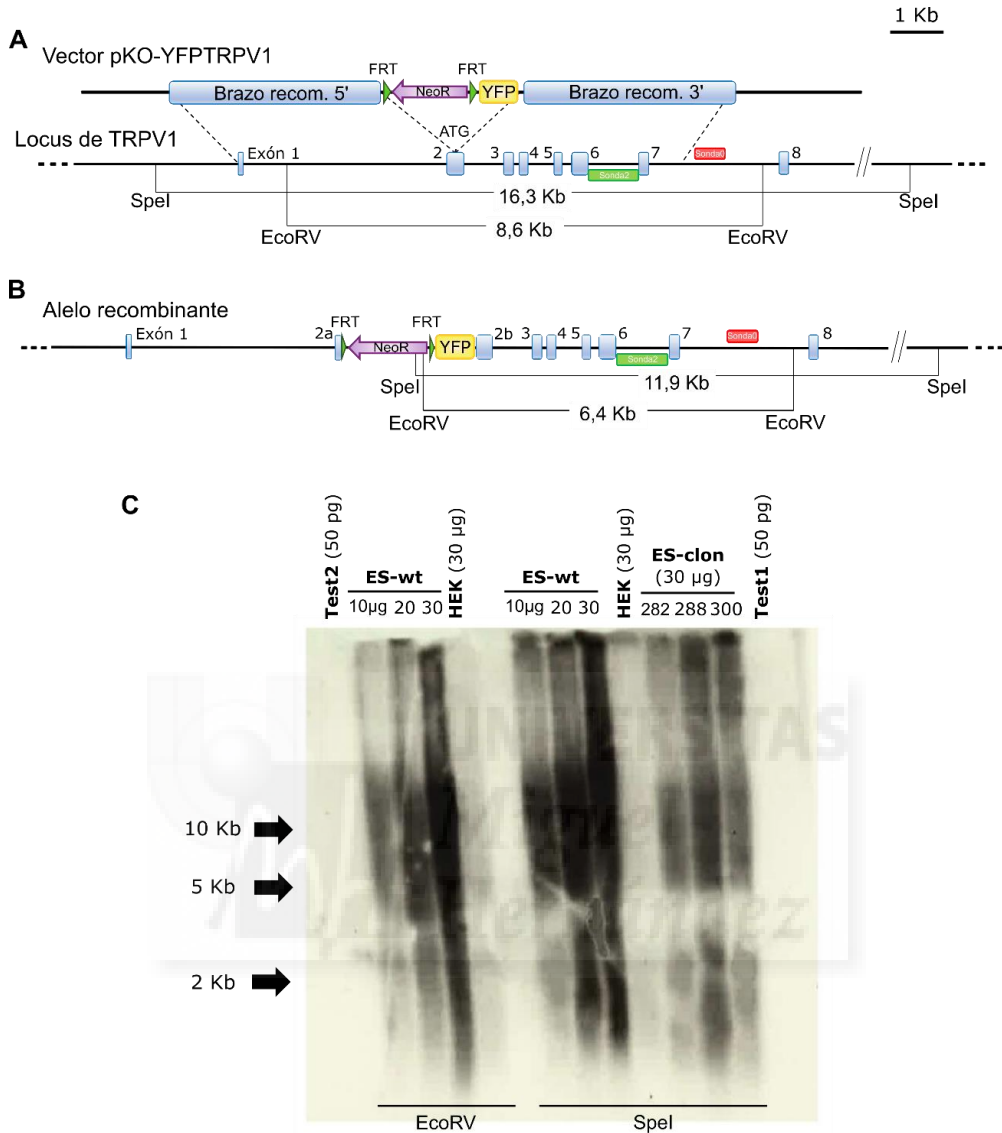 1 Kb
A
Vector pKO-YFPTRPV1
FRT
FRT
Brazo recom. 5'
NeoR
YFP
Brazo recom. 3'
Locus de TRPV1
ATG
Exón 1
2
3
4
5
6
7
8
Sonda0
Sonda2
SpeI
16,3 Kb
SpeI
EcoRV
8,6 Kb
EcoRV
B
Alelo recombinante
Exón 1
2a
FRT
FRT
NeoR
YFP
2b
3
4
5
6
7
8
Sonda0
Sonda2
SpeI
11,9 Kb
SpeI
EcoRV
6,4 Kb
EcoRV
C
Test2 (50 pg)
ES-wt
10µg 20 30
HEK (30 µg)
ES-wt
10µg 20 30
HEK (30 µg)
ES-clon
(30 µg)
282 288 300
Test1 (50 pg)
10 Kb
5 Kb
2 Kb
UNIVERSITAS
Miguel
Hernández
EcoRV
SpeI